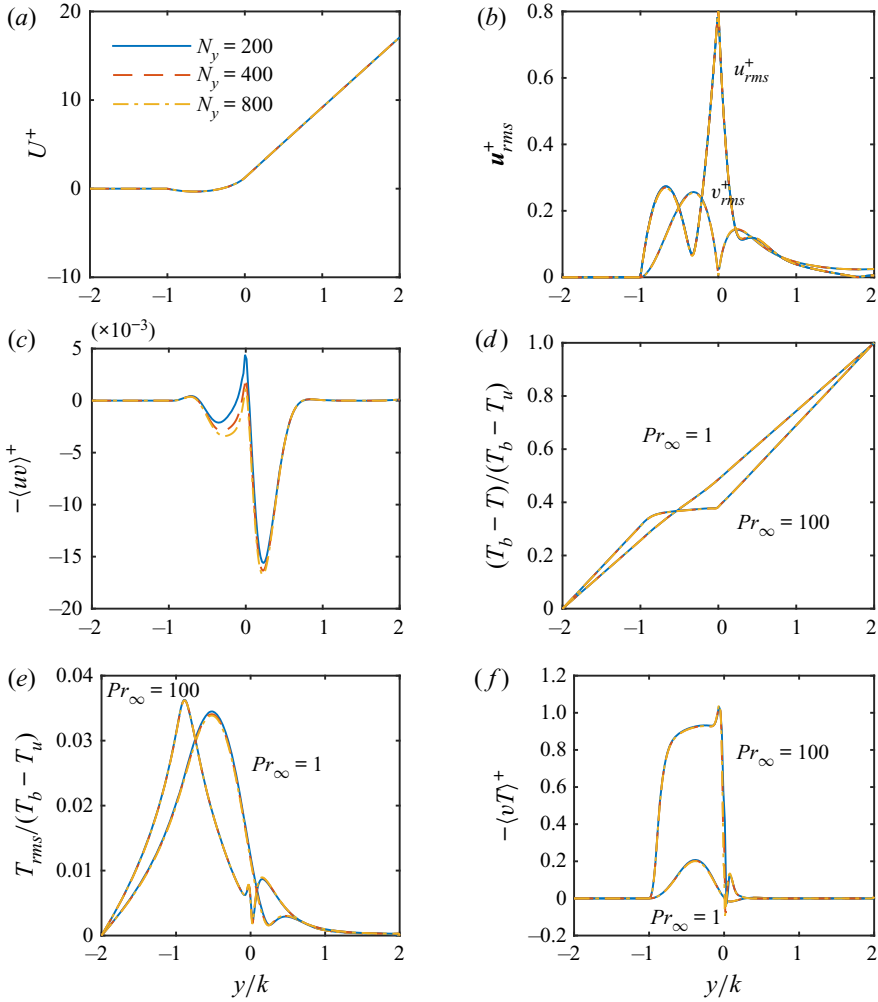 (a)
20
10
0
−10
U⁺
N_y = 200
N_y = 400
N_y = 800
−2 −1 0 1 2
(b)
0.8
0.6
0.4
0.2
0
u⁺_rms
u⁺_rms
v⁺_rms
−2 −1 0 1 2
(c)
(×10⁻³)
5
0
−5
−10
−15
−20
−⟨uv⟩⁺
−2 −1 0 1 2
(d)
1.0
0.8
0.6
0.4
0.2
0
(T_b − T)/(T_b − T_u)
Pr_∞ = 1
Pr_∞ = 100
−2 −1 0 1 2
(e)
0.04
0.03
0.02
0.01
0
T_rms/(T_b − T_u)
Pr_∞ = 100
Pr_∞ = 1
−2 −1 0 1 2
y/k
(f)
1.2
1.0
0.8
0.6
0.4
0.2
0
−0.2
−⟨vT⟩⁺
Pr_∞ = 100
Pr_∞ = 1
−2 −1 0 1 2
y/k